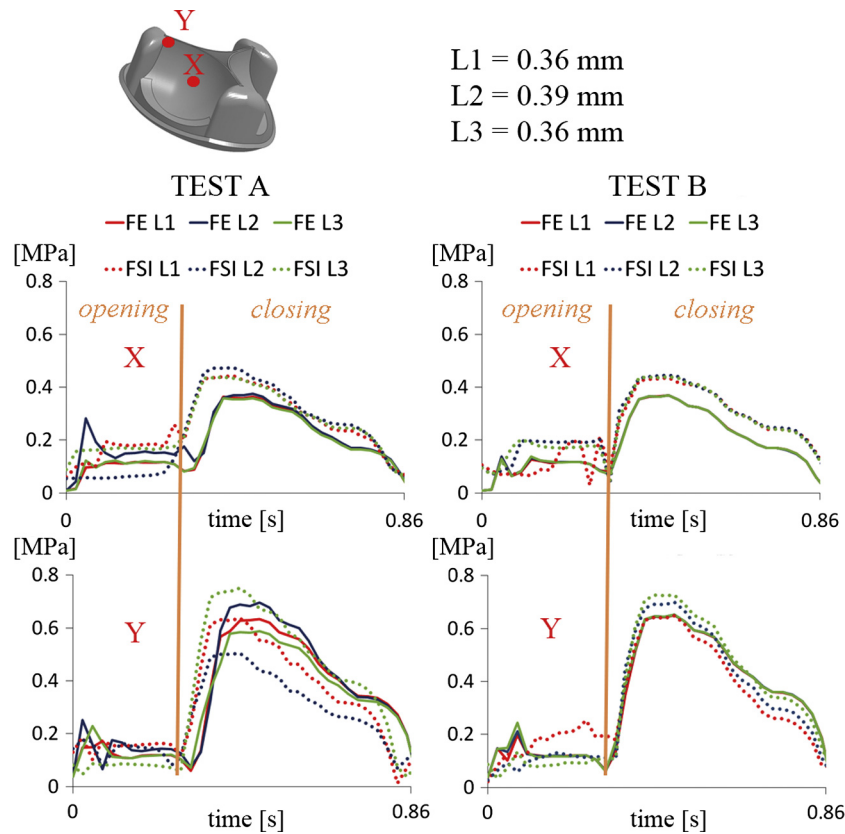 Y
X
L1 = 0.36 mm
L2 = 0.39 mm
L3 = 0.36 mm
TEST A
FE L1 FE L2 FE L3
[MPa]
FSI L1 FSI L2 FSI L3
0.8
opening closing
0.6
X
0.4
0.2
0
0 time [s] 0.86
TEST B
FE L1 FE L2 FE L3
[MPa]
FSI L1 FSI L2 FSI L3
0.8
opening closing
0.6
X
0.4
0.2
0
0 time [s] 0.86
[MPa]
0.8
0.6
Y
0.4
0.2
0
0 time [s] 0.86
[MPa]
0.8
0.6
Y
0.4
0.2
0
0 time [s] 0.86